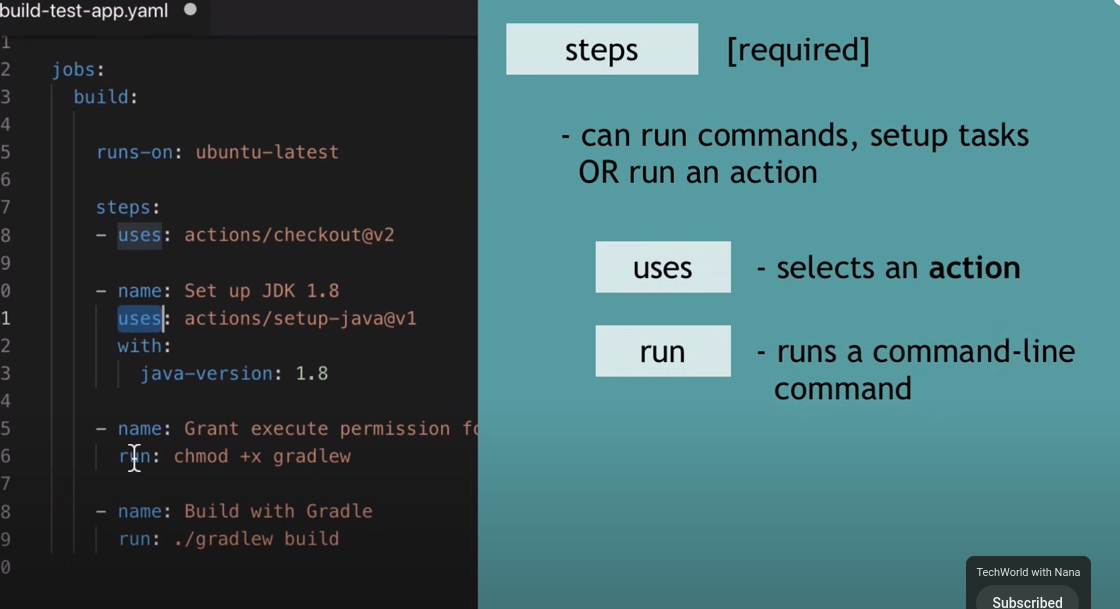 build-test-app.yaml
1
2 jobs:
3 build:
4
5 runs-on: ubuntu-latest
6
7 steps:
8 - uses: actions/checkout@v2
9
0 - name: Set up JDK 1.8
1 uses: actions/setup-java@v1
2 with:
3 java-version: 1.8
4
5 - name: Grant execute permission fo
6 run: chmod +x gradlew
7
8 - name: Build with Gradle
9 run: ./gradlew build
0
steps [required]
- can run commands, setup tasks
OR run an action
uses - selects an action
run - runs a command-line
command
TechWorld with Nana
Subscribed